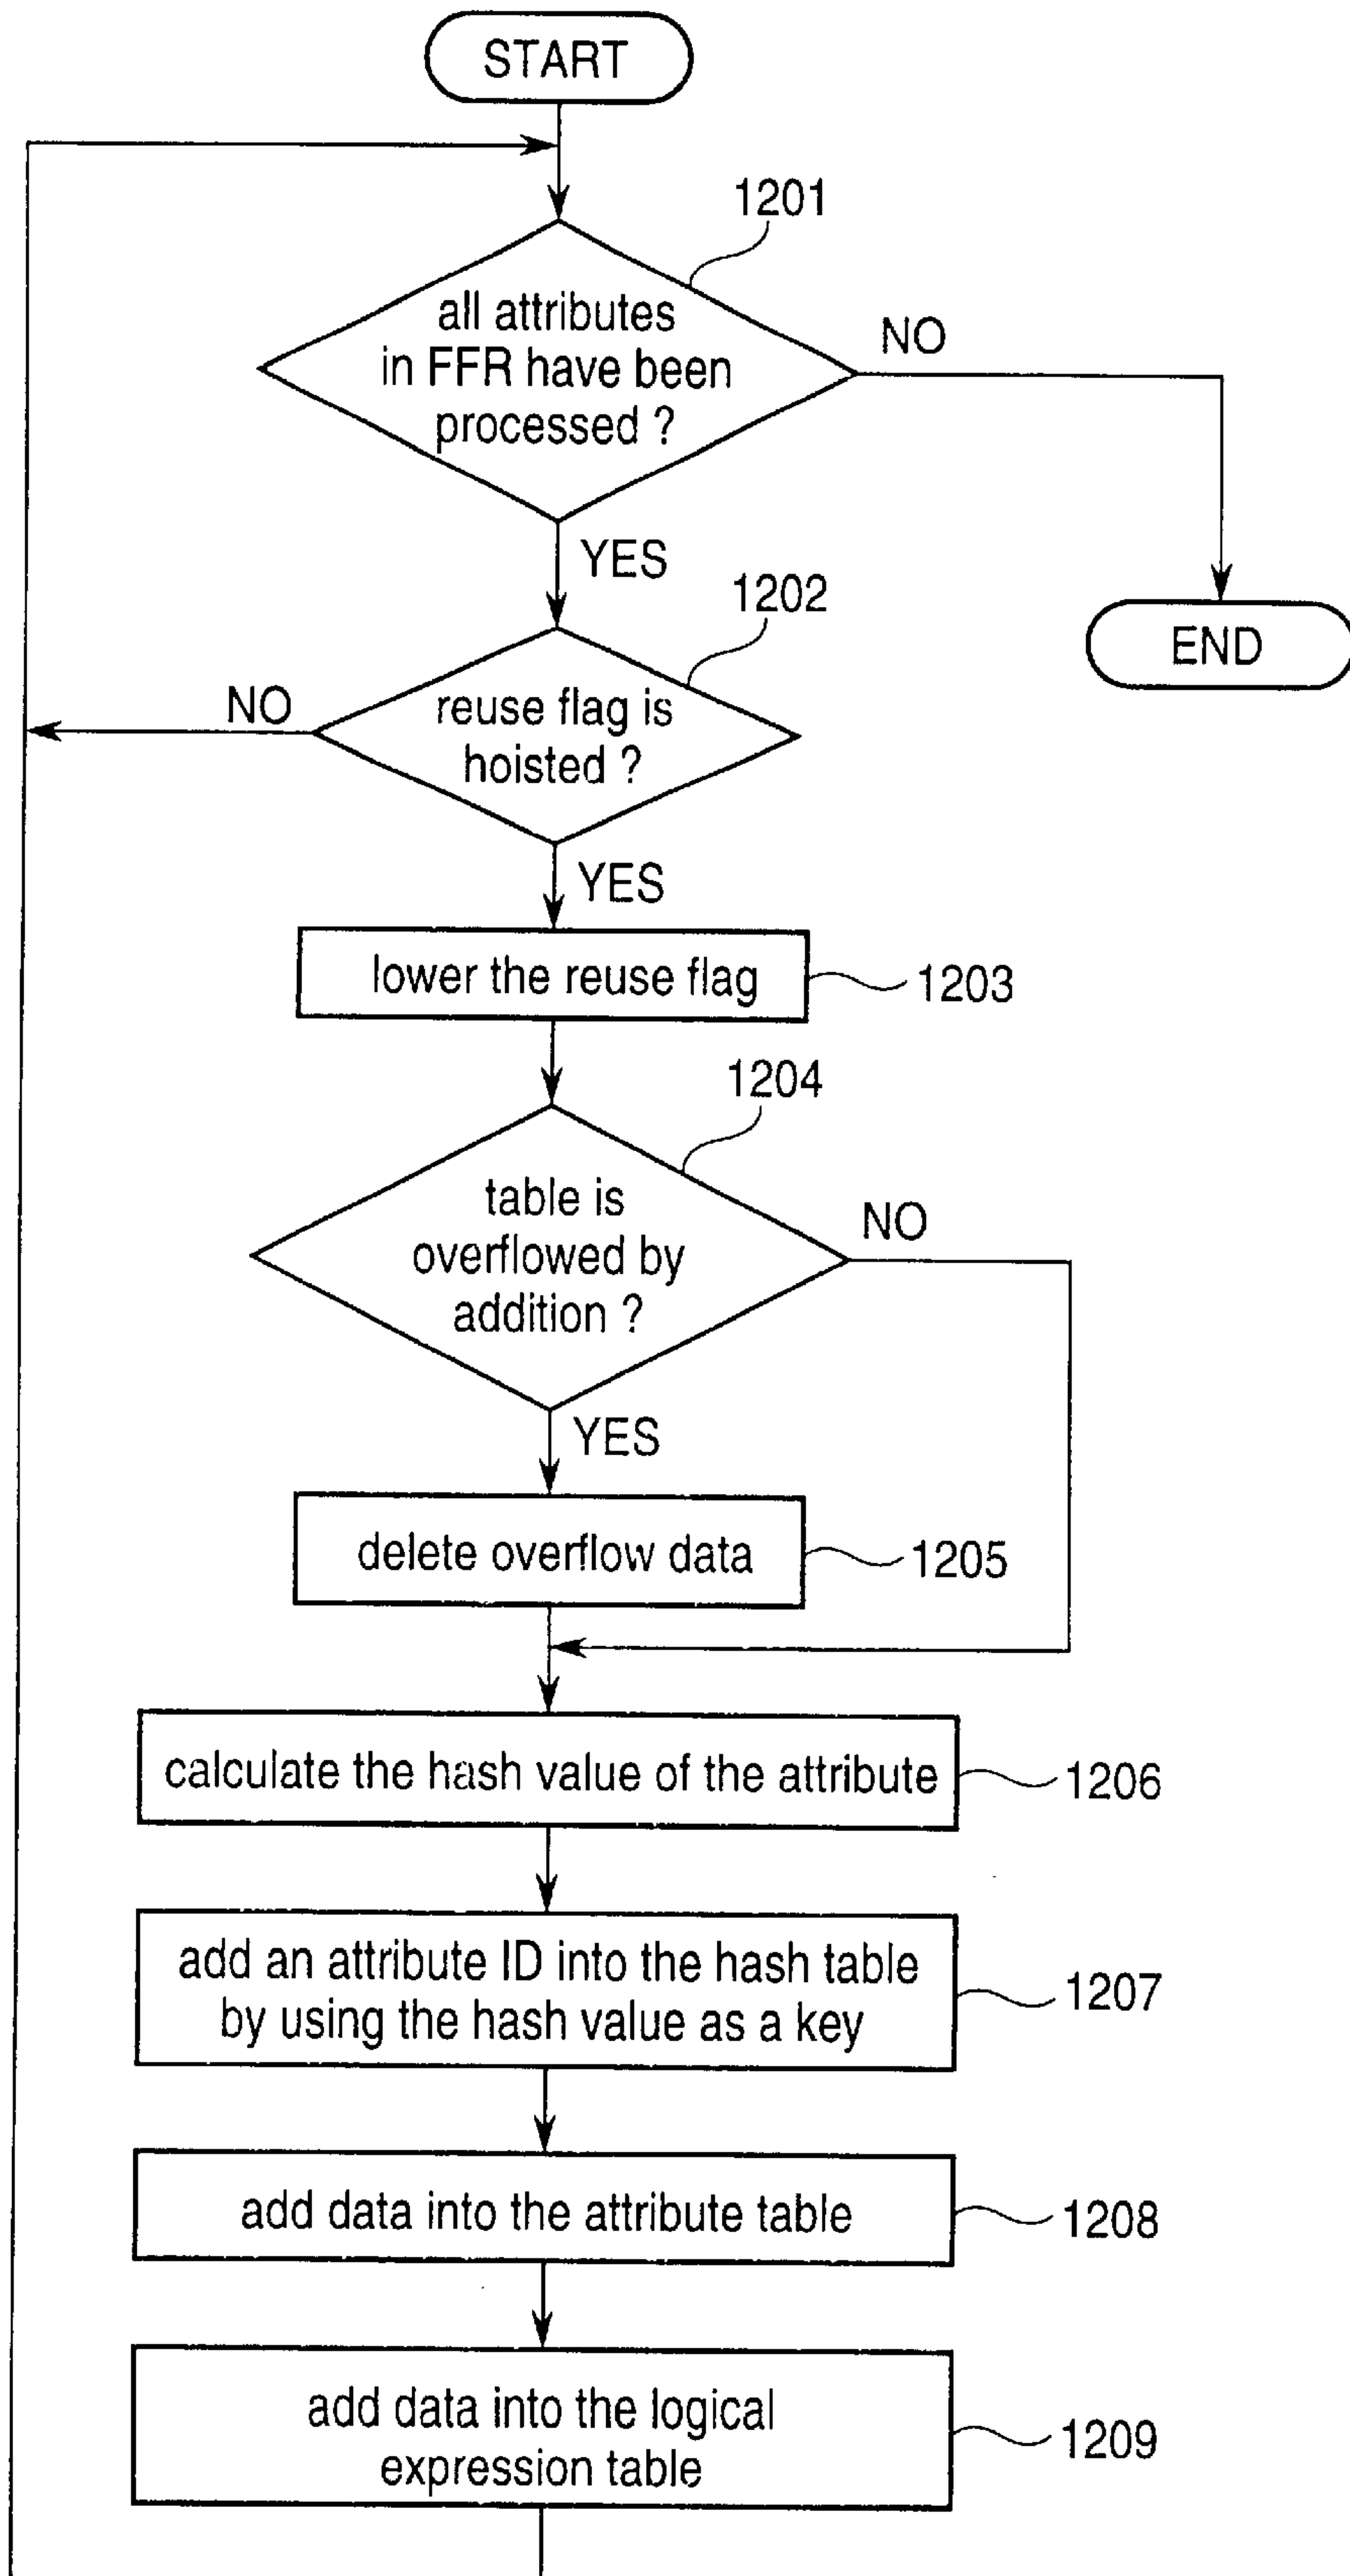 START
1201
all attributes
in FFR have been
processed ?
NO
YES
END
1202
reuse flag is
hoisted ?
NO
YES
lower the reuse flag
1203
1204
table is
overflowed by
addition ?
NO
YES
delete overflow data
1205
calculate the hash value of the attribute
1206
add an attribute ID into the hash table
by using the hash value as a key
1207
add data into the attribute table
1208
add data into the logical
expression table
1209